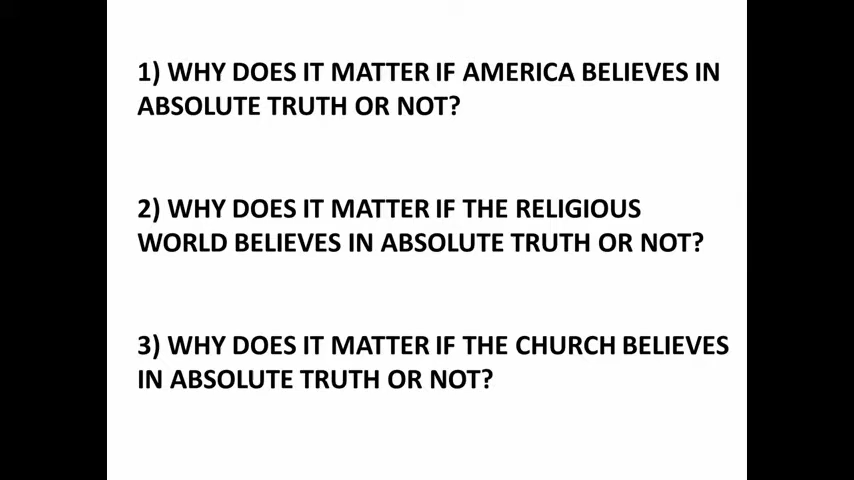 1) WHY DOES IT MATTER IF AMERICA BELIEVES IN
ABSOLUTE TRUTH OR NOT?
2) WHY DOES IT MATTER IF THE RELIGIOUS
WORLD BELIEVES IN ABSOLUTE TRUTH OR NOT?
3) WHY DOES IT MATTER IF THE CHURCH BELIEVES
IN ABSOLUTE TRUTH OR NOT?